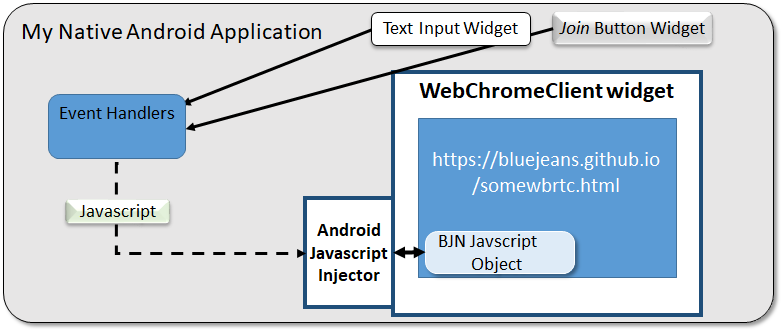 My Native Android Application
Text Input Widget
Join Button Widget
Event Handlers
WebChromeClient widget
https://bluejeans.github.io
/somewbrtc.html
Javascript
Android
Javascript
Injector
BJN Javscript
Object